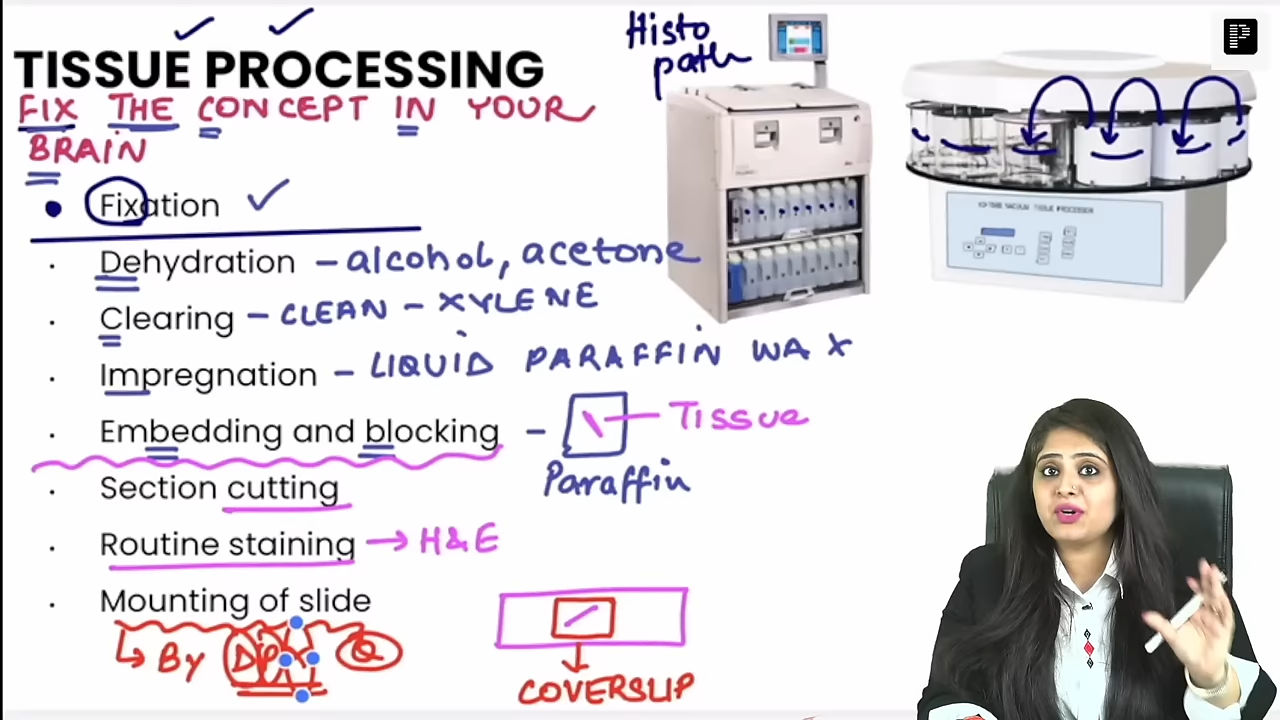 TISSUE PROCESSING
FIX THE CONCEPT IN YOUR
BRAIN
Fixation
Dehydration – alcohol, acetone
Clearing – CLEAN – XYLENE
Impregnation – LIQUID PARAFFIN WAX
Embedding and blocking – Tissue
Paraffin
Section cutting
Routine staining → H&E
Mounting of slide
By
COVERSLIP
Histo
path
P